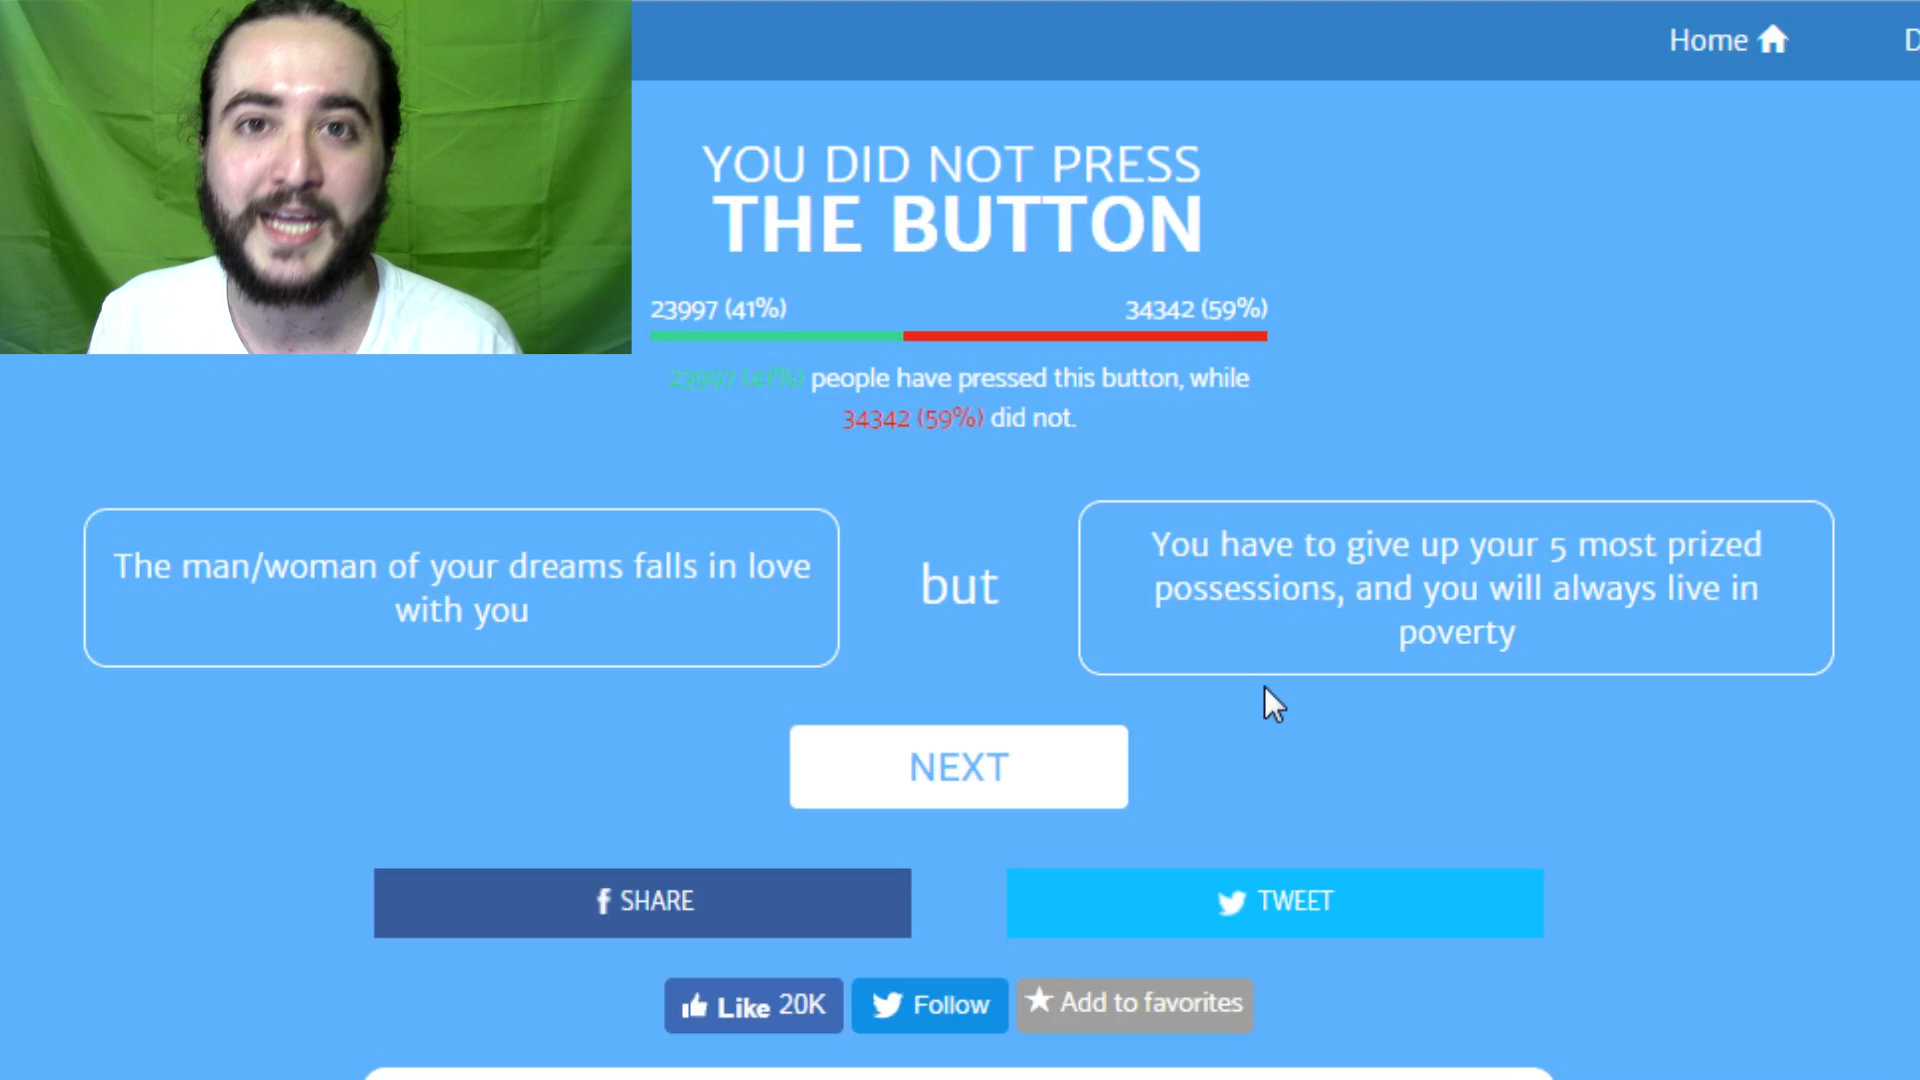 Home
D
YOU DID NOT PRESS
THE BUTTON
23997 (41%)
34342 (59%)
23997 (41%) people have pressed this button, while
34342 (59%) did not.
The man/woman of your dreams falls in love
with you
but
You have to give up your 5 most prized
possessions, and you will always live in
poverty
NEXT
f SHARE
TWEET
Like 20K
Follow
Add to favorites